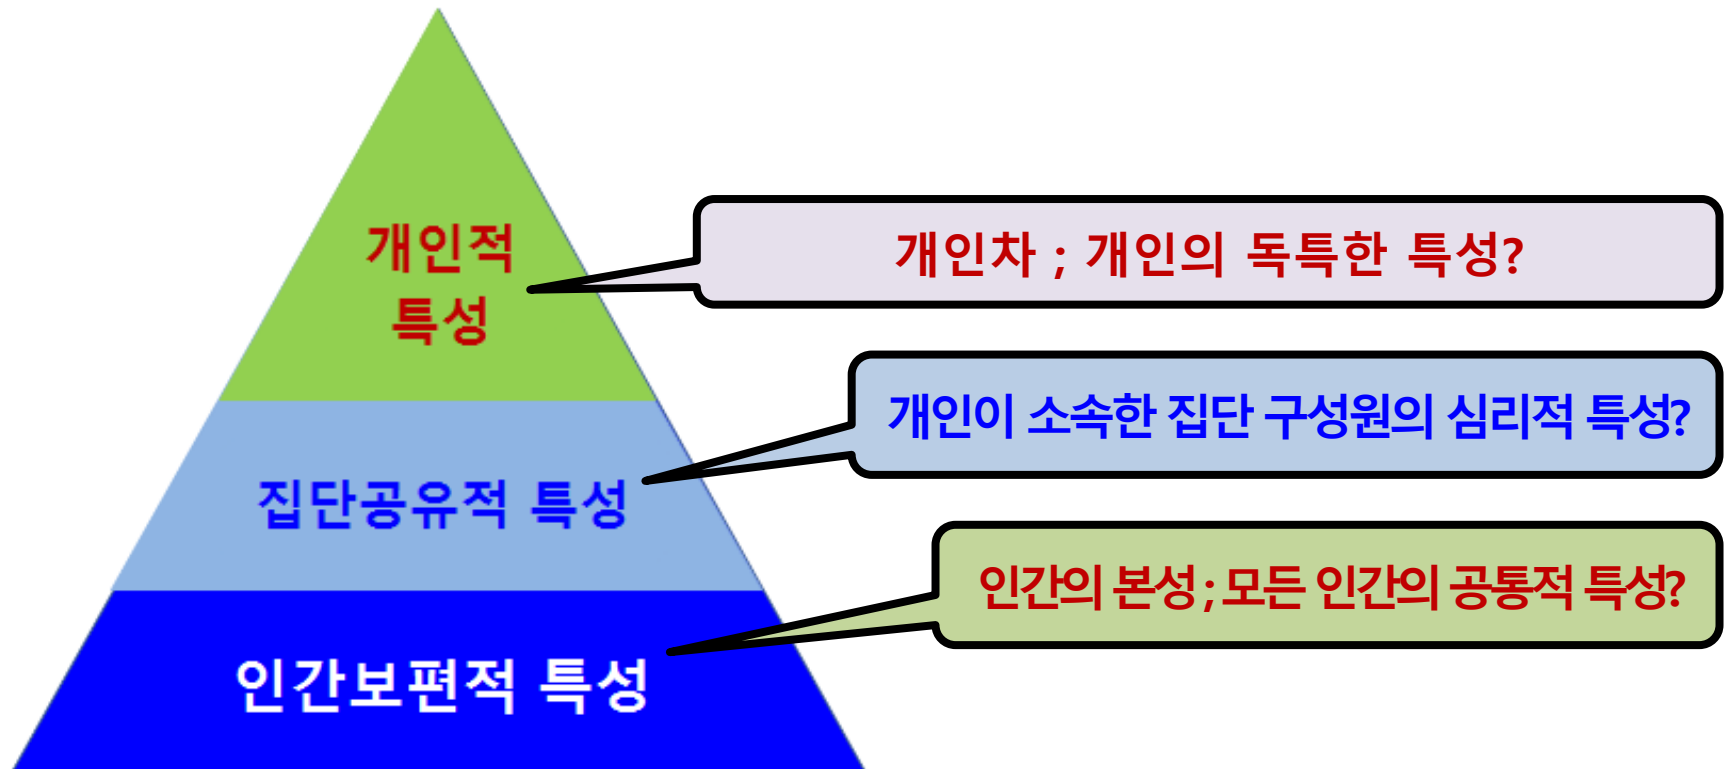 개인적
특성
개인차 ; 개인의 독특한 특성?
집단공유적 특성
개인이 소속한 집단 구성원의 심리적 특성?
인간보편적 특성
인간의 본성 ; 모든 인간의 공통적 특성?